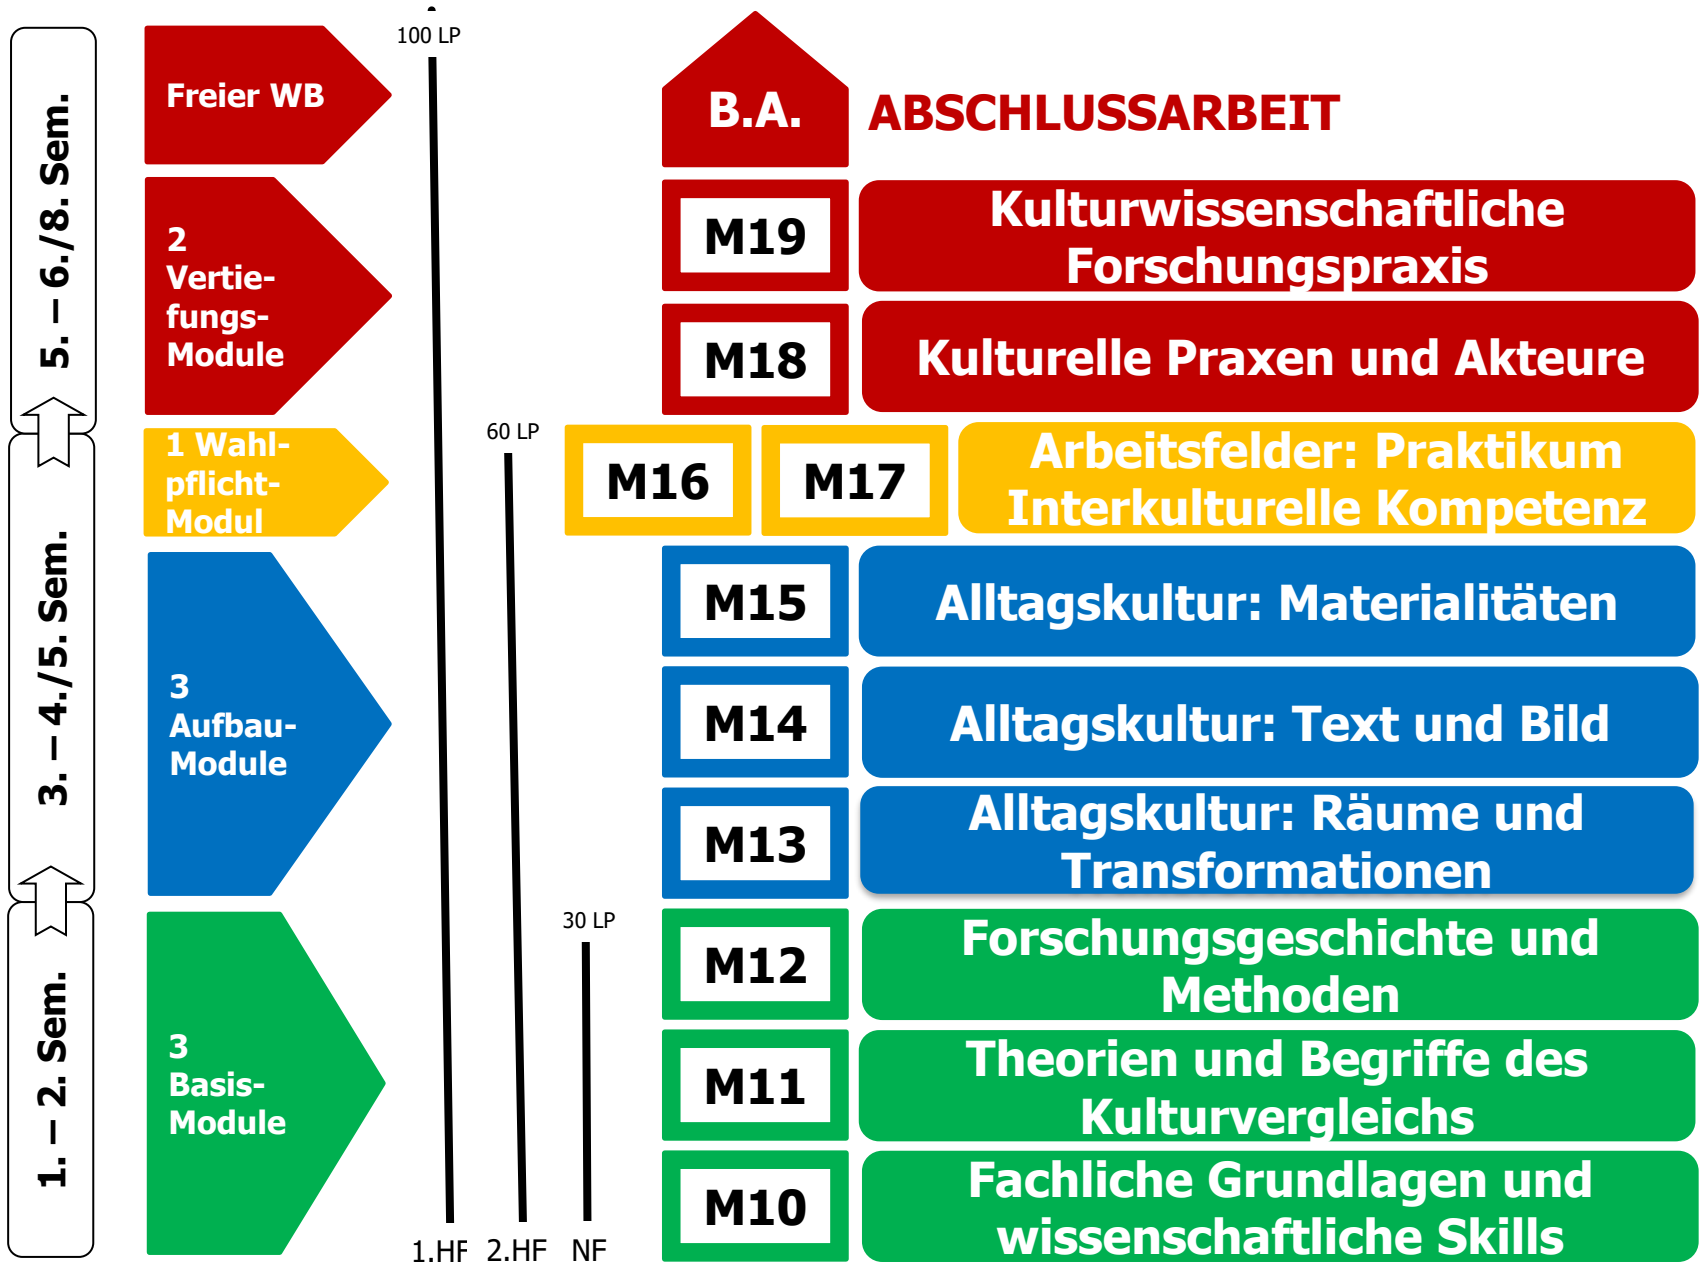 5. – 6./8. Sem.
3. – 4./5. Sem.
1. – 2. Sem.
Freier WB
2
Vertie-
fungs-
Module
1 Wahl-
pflicht-
Modul
3
Aufbau-
Module
3
Basis-
Module
100 LP
60 LP
30 LP
1.HF
2.HF
NF
B.A.
ABSCHLUSSARBEIT
M19
Kulturwissenschaftliche
Forschungspraxis
M18
Kulturelle Praxen und Akteure
M16
M17
Arbeitsfelder: Praktikum
Interkulturelle Kompetenz
M15
Alltagskultur: Materialitäten
M14
Alltagskultur: Text und Bild
M13
Alltagskultur: Räume und
Transformationen
M12
Forschungsgeschichte und
Methoden
M11
Theorien und Begriffe des
Kulturvergleichs
M10
Fachliche Grundlagen und
wissenschaftliche Skills